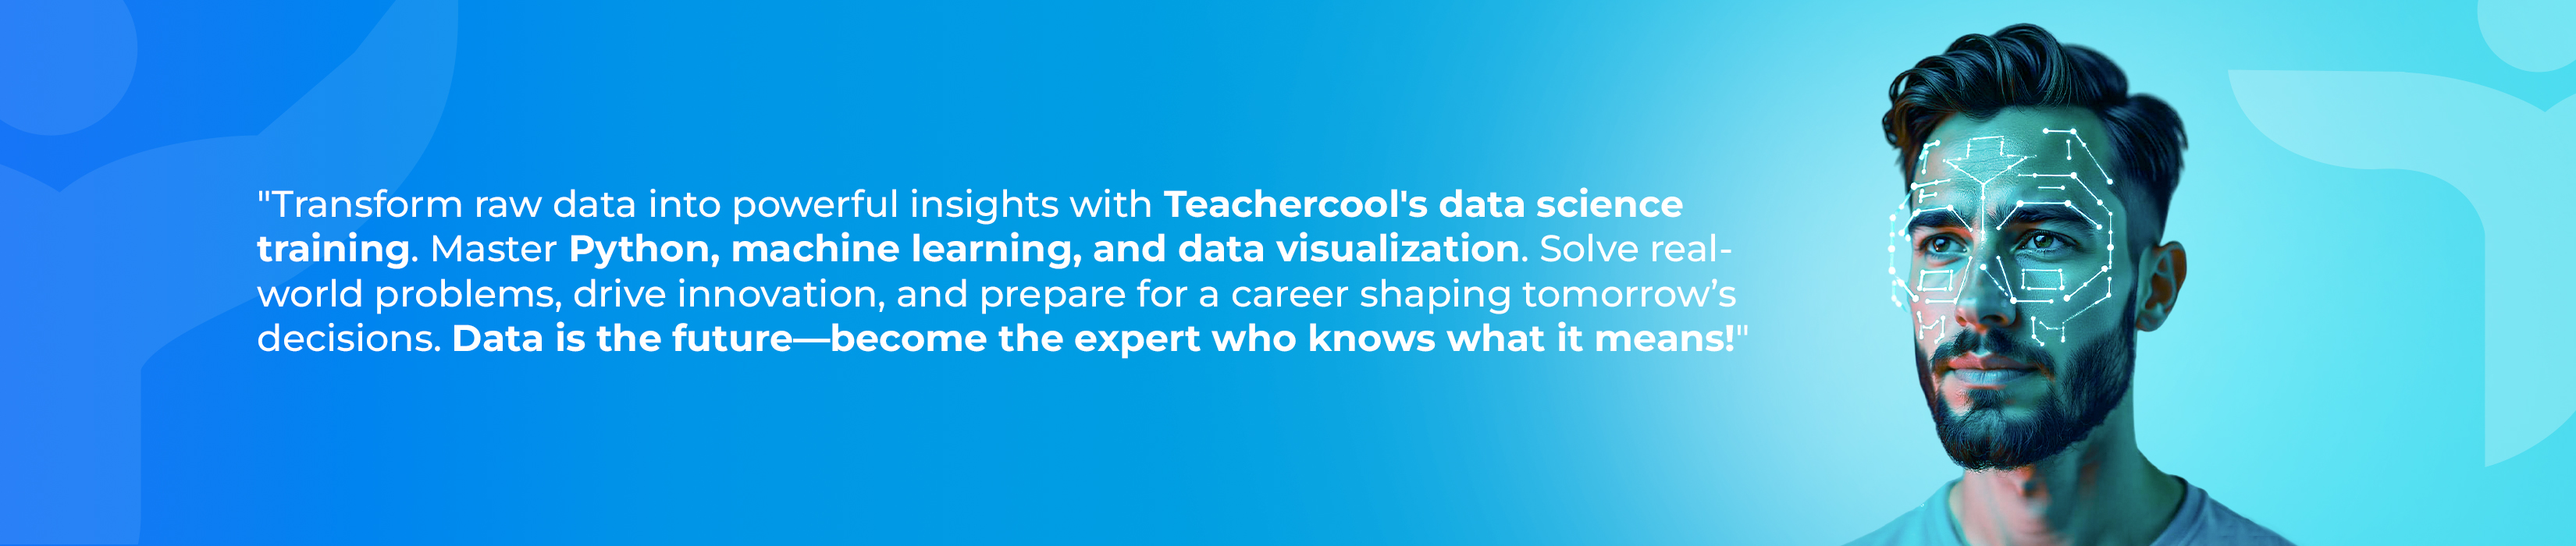 "Transform raw data into powerful insights with Teachercool's data science
training. Master Python, machine learning, and data visualization. Solve real-
world problems, drive innovation, and prepare for a career shaping tomorrow’s
decisions. Data is the future—become the expert who knows what it means!"